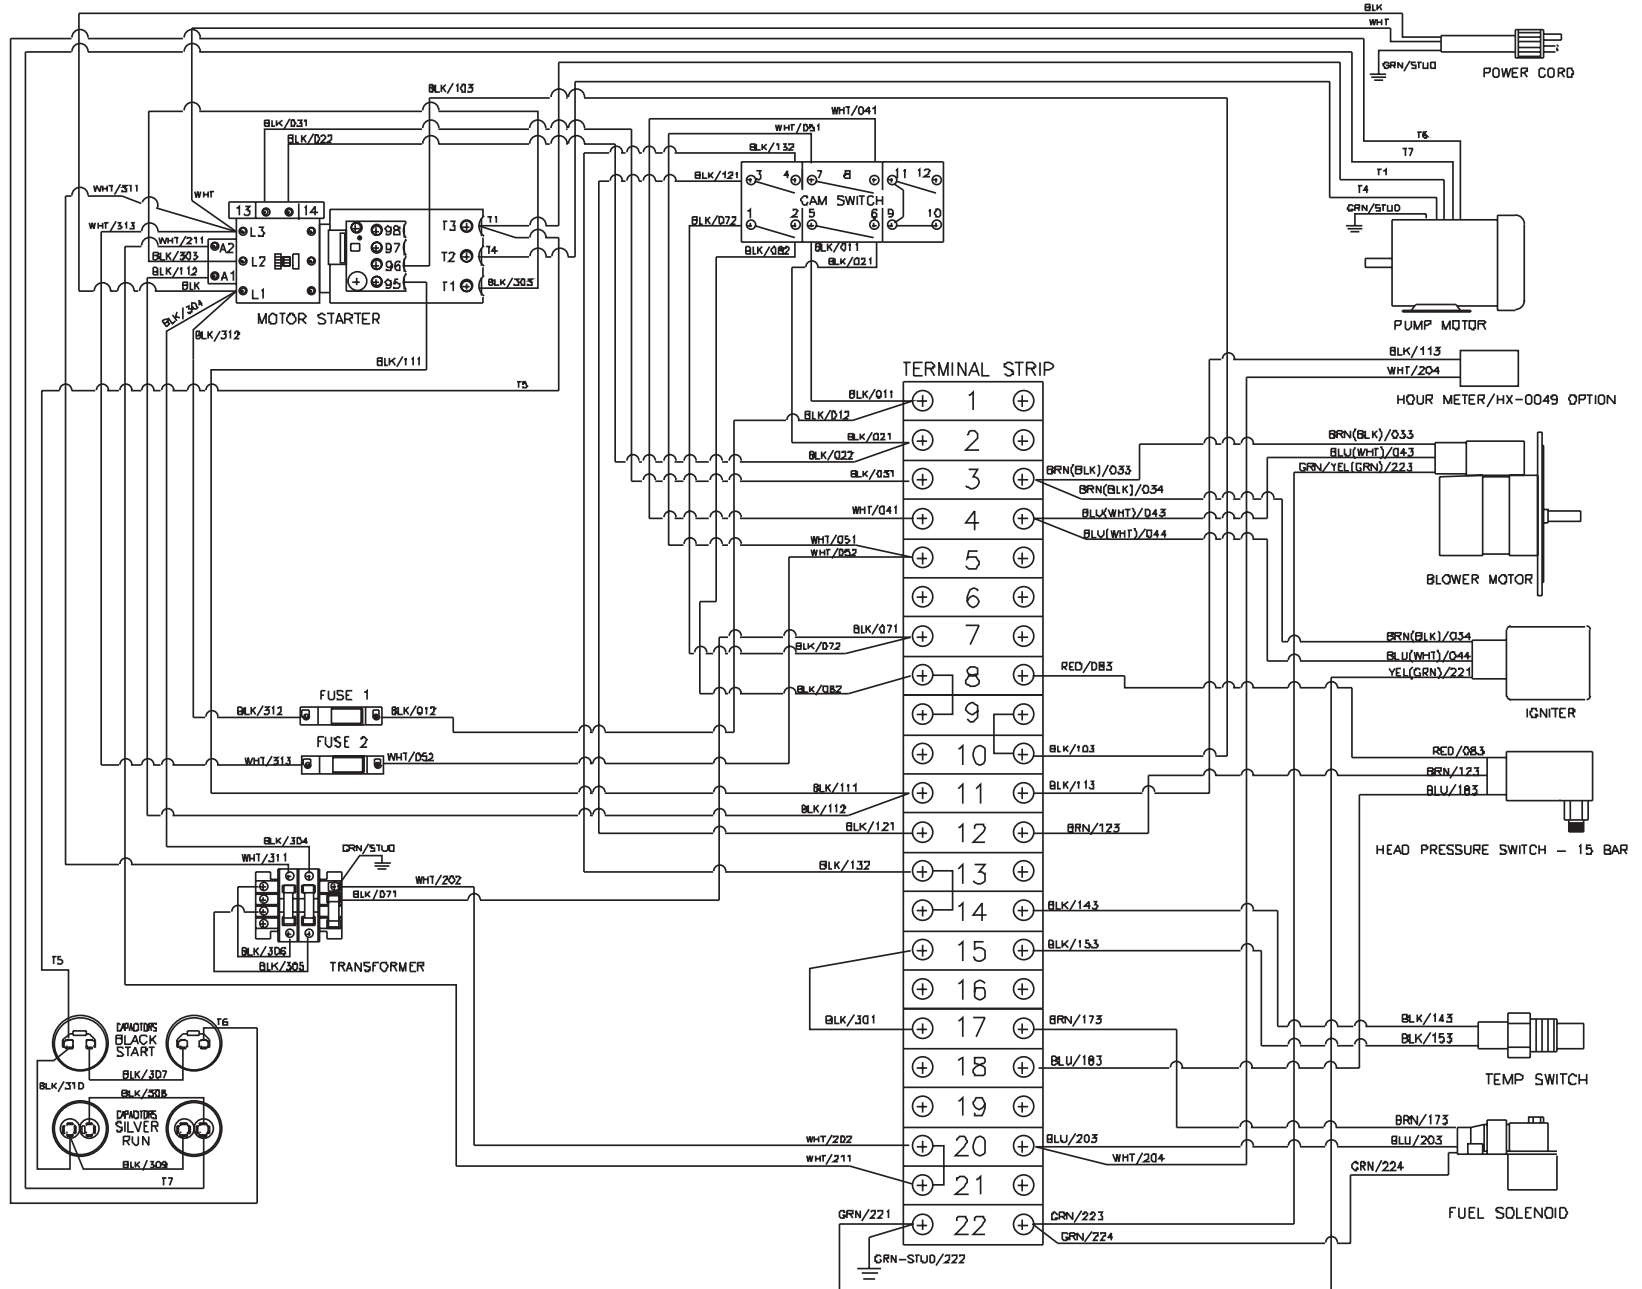 BLK
WHT
GRN/STUD
POWER CORD
BLK/103
WHT/041
WHT/051
BLK/132
BLK/031
BLK/022
T6
T7
T1
T4
GRN/STUD
BLK/121
3 4 7 8 11 12
CAM SWITCH
1 2 5 6 9 10
BLK/072
BLK/082
BLK/011
BLK/021
WHT/311
WHT
WHT/313
WHT/211
BLK/303
BLK/112
BLK
13 14
L3
A2
L2
A1
L1
98
97
96
95
T3
T2
T1
T1
T4
BLK/303
MOTOR STARTER
BLK/304
BLK/312
BLK/111
T5
PUMP MOTOR
BLK/113
WHT/204
HOUR METER/HX-0049 OPTION
TERMINAL STRIP
1
2
3
4
5
6
7
8
9
10
11
12
13
14
15
16
17
18
19
20
21
22
BLK/011
BLK/012
BLK/021
BLK/022
BLK/031
WHT/041
WHT/051
WHT/052
BLK/071
BLK/072
BLK/082
BLK/111
BLK/112
BLK/121
BLK/132
BLK/301
WHT/202
WHT/211
GRN/221
GRN-STUD/222
BRN(BLK)/033
BRN(BLK)/034
BLU(WHT)/043
BLU(WHT)/044
RED/083
BLK/103
BLK/113
BRN/123
BLK/143
BLK/153
BRN/173
BLU/183
BLU/203
WHT/204
GRN/223
GRN/224
BRN(BLK)/033
BLU(WHT)/043
GRN/YEL(GRN)/223
BLOWER MOTOR
BRN(BLK)/034
BLU(WHT)/044
YEL(GRN)/221
IGNITER
RED/083
BRN/123
BLU/183
HEAD PRESSURE SWITCH - 15 BAR
BLK/143
BLK/153
TEMP SWITCH
BRN/173
BLU/203
GRN/224
FUEL SOLENOID
FUSE 1
BLK/312
BLK/012
FUSE 2
WHT/313
WHT/052
BLK/304
WHT/311
GRN/STUD
WHT/202
BLK/071
BLK/306
BLK/305
TRANSFORMER
T5
CAPACITORS
BLACK
START
T6
BLK/307
BLK/310
BLK/308
CAPACITORS
SILVER
RUN
BLK/309
T7